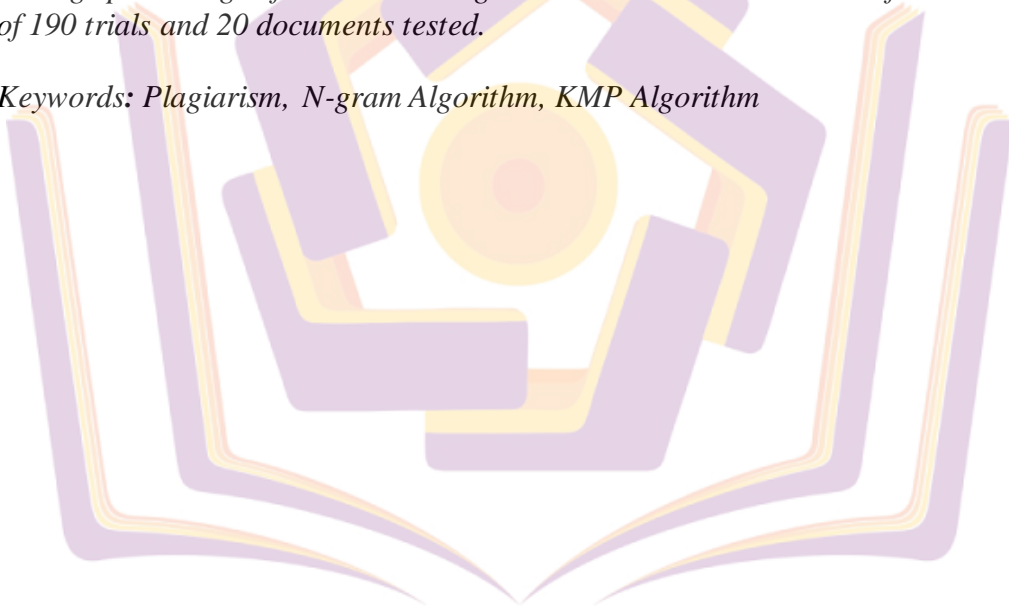 of 190 trials and 20 documents tested.
Keywords: Plagiarism, N-gram Algorithm, KMP Algorithm